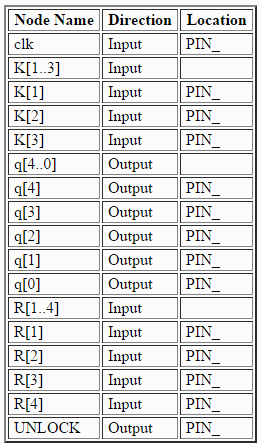 Node Name Direction Location
clk Input PIN_
K[1..3] Input
K[1] Input PIN_
K[2] Input PIN_
K[3] Input PIN_
q[4..0] Output
q[4] Output PIN_
q[3] Output PIN_
q[2] Output PIN_
q[1] Output PIN_
q[0] Output PIN_
R[1..4] Input
R[1] Input PIN_
R[2] Input PIN_
R[3] Input PIN_
R[4] Input PIN_
UNLOCK Output PIN_